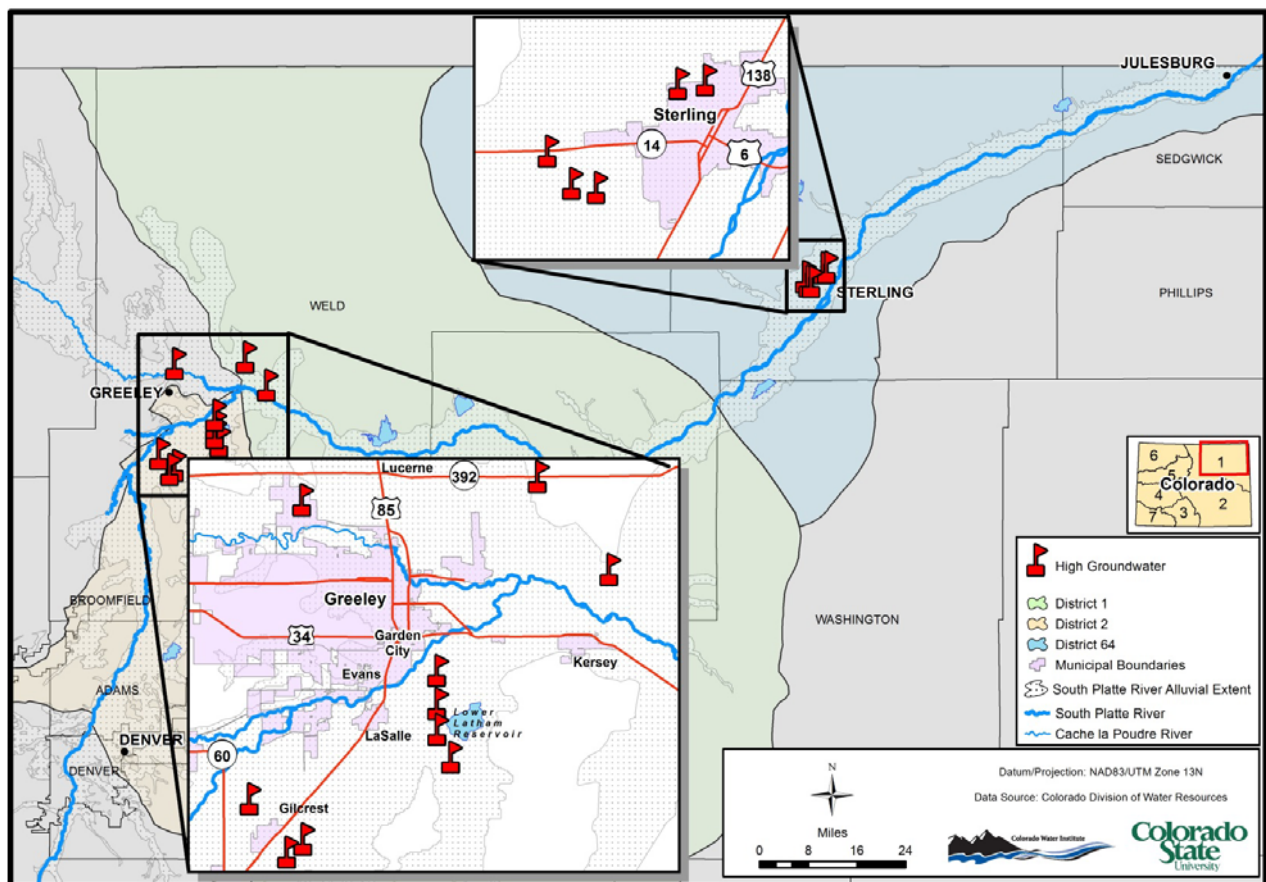 138
Sterling
14
6
JULESBURG
SEDGWICK
PHILLIPS
STERLING
WELD
GREELEY
Lucerne
392
85
Greeley
34
Garden
City
Evans
Kersey
Lower
Latham
Reservoir
LaSalle
60
Gilcrest
BROOMFIELD
ADAMS
DENVER
DENVER
WASHINGTON
6
1
5
Colorado
4
2
7
3
High Groundwater
District 1
District 2
District 64
Municipal Boundaries
South Platte River Alluvial Extent
South Platte River
Cache la Poudre River
N
Miles
0 8 16 24
Datum/Projection: NAD83/UTM Zone 13N
Data Source: Colorado Division of Water Resources
Colorado Water Institute
Colorado
State
University